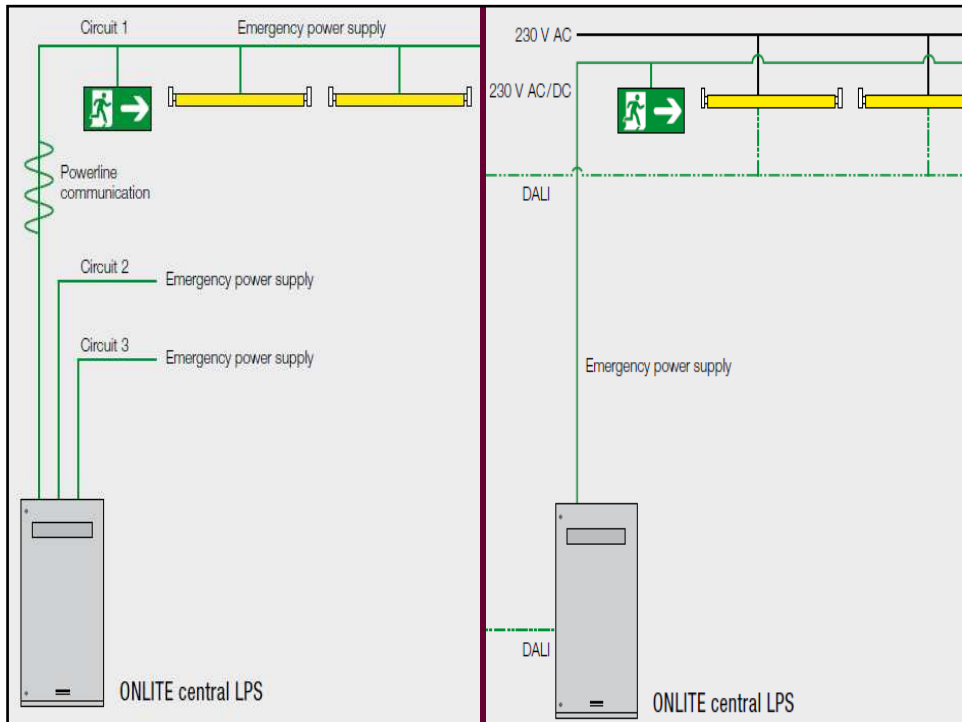 Circuit 1
Emergency power supply
Powerline
communication
Circuit 2
Emergency power supply
Circuit 3
Emergency power supply
ONLITE central LPS
230 V AC
230 V AC/DC
DALI
Emergency power supply
DALI
ONLITE central LPS